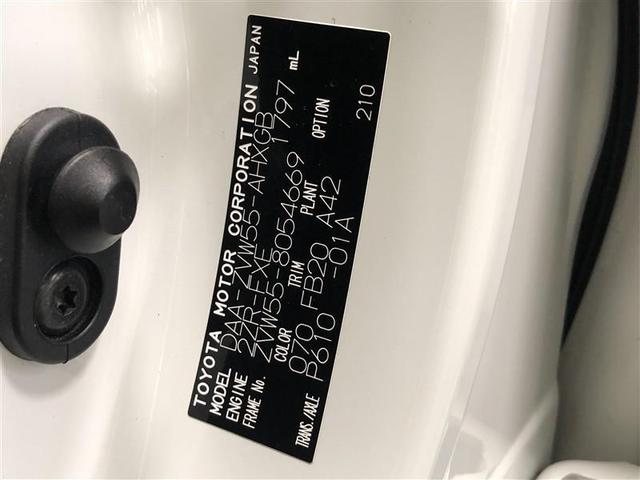 TOYOTA MOTOR CORPORATION JAPAN
MODEL DAA-ZVW55-AHXGB
ENGINE 2ZR-FXE 1797 mL
FRAME No. ZVW55-8054669
COLOR TRIM PLANT OPTION
070 FB20 A42 210
TRANS./AXLE P610 -01A